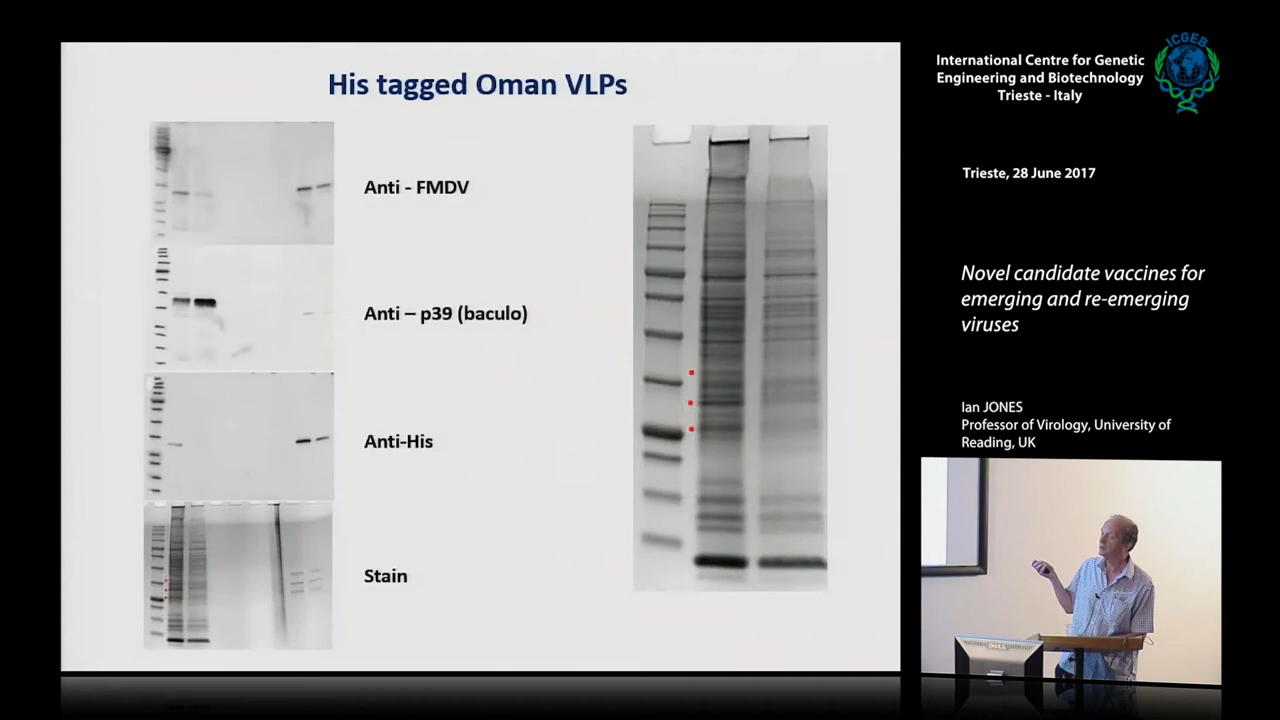 His tagged Oman VLPs
Anti - FMDV
Anti – p39 (baculo)
Anti-His
Stain
International Centre for Genetic
Engineering and Biotechnology
Trieste - Italy
ICGEB
Trieste, 28 June 2017
Novel candidate vaccines for
emerging and re-emerging
viruses
Ian JONES
Professor of Virology, University of
Reading, UK